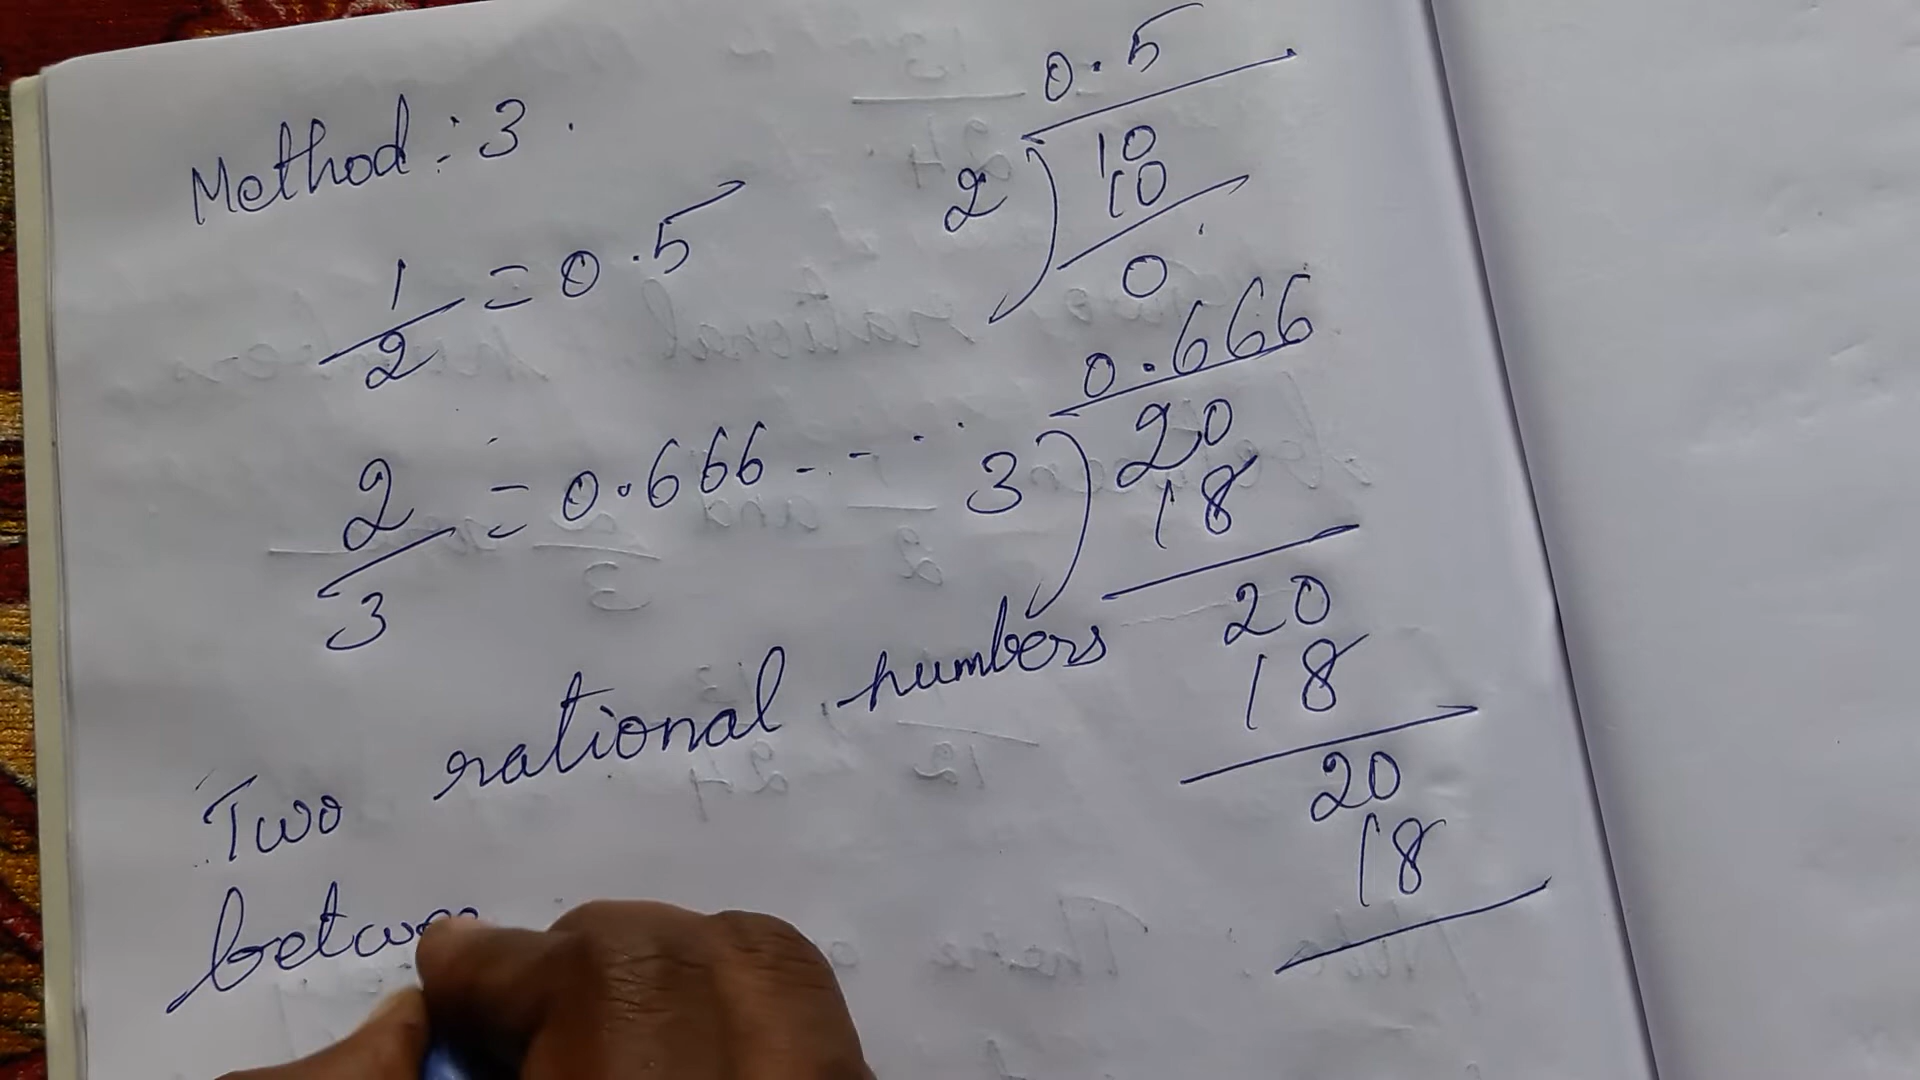 Method : 3 .
1/2 = 0.5
2/3 = 0.666 - - ...
Two rational numbers
0.5
2 ) 10
10
0
0.666
3 ) 20
18
20
18
20
18